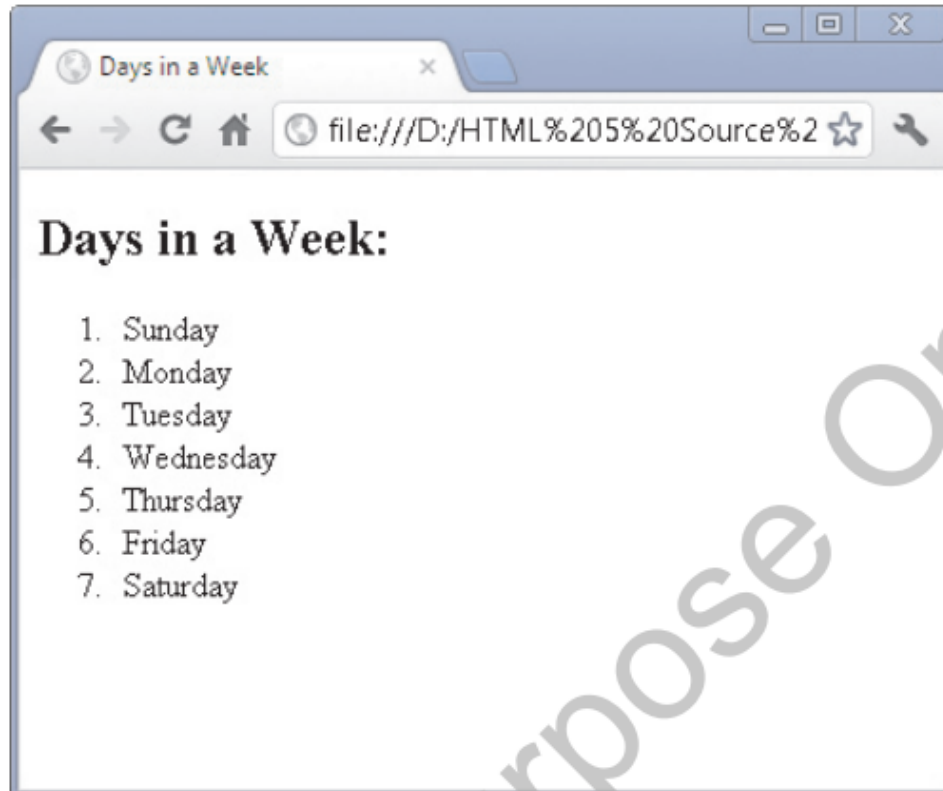 Days in a Week
file:///D:/HTML%205%20Source%2
Days in a Week:
1. Sunday
2. Monday
3. Tuesday
4. Wednesday
5. Thursday
6. Friday
7. Saturday